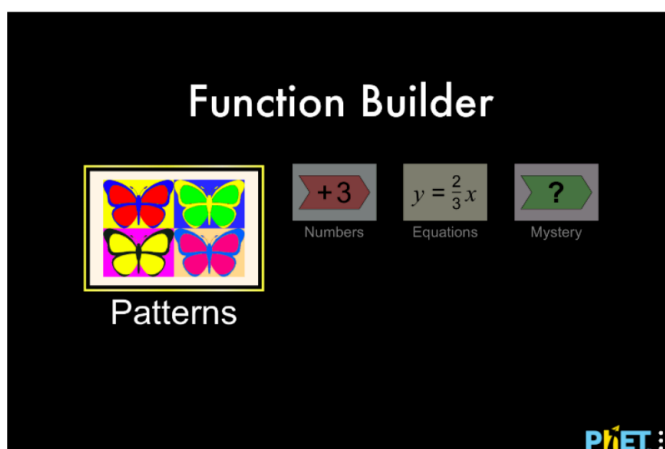 Function Builder
+3
y = 2/3 x
?
Patterns
Numbers
Equations
Mystery
PhET